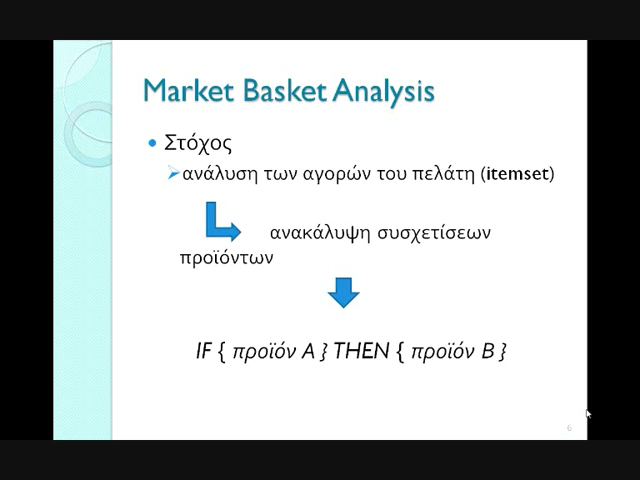 Market Basket Analysis
Στόχος
ανάλυση των αγορών του πελάτη (itemset)
ανακάλυψη συσχετίσεων
προϊόντων
IF { προϊόν Α } THEN { προϊόν Β }
6